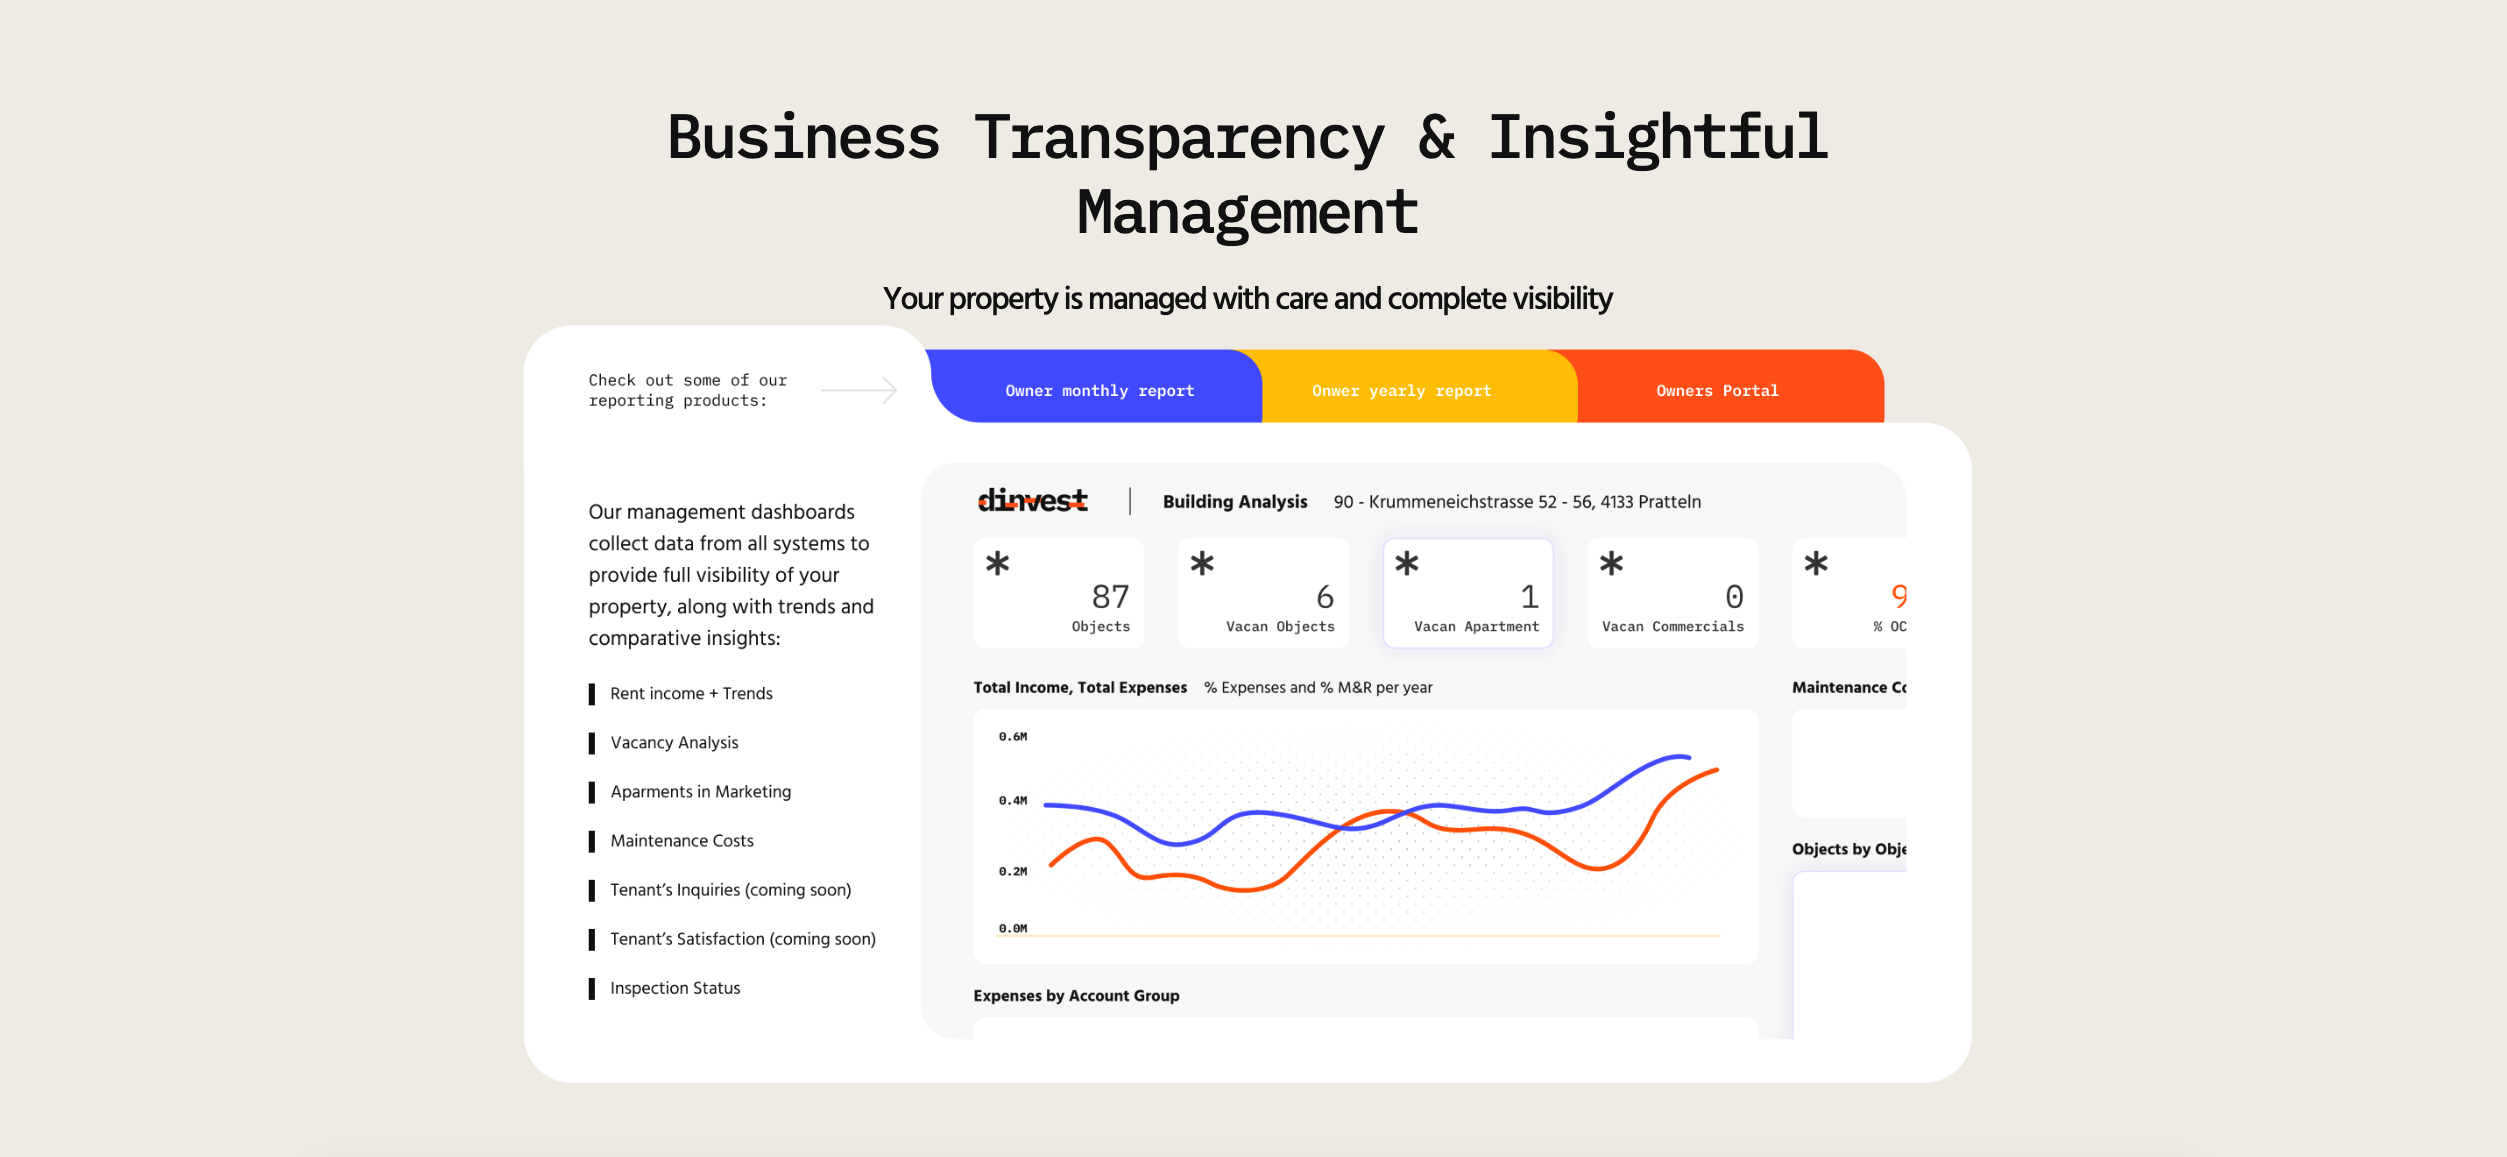 Business Transparency & Insightful
Management
Your property is managed with care and complete visibility
Check out some of our
reporting products:
Owner monthly report
Onwer yearly report
Owners Portal
Our management dashboards
collect data from all systems to
provide full visibility of your
property, along with trends and
comparative insights:
Rent income + Trends
Vacancy Analysis
Aparments in Marketing
Maintenance Costs
Tenant’s Inquiries (coming soon)
Tenant’s Satisfaction (coming soon)
Inspection Status
dinvest
Building Analysis 90 - Krummeneichstrasse 52 - 56, 4133 Pratteln
87
Objects
6
Vacan Objects
1
Vacan Apartment
0
Vacan Commercials
9
% OC
Total Income, Total Expenses % Expenses and % M&R per year
0.6M
0.4M
0.2M
0.0M
Maintenance Co
Objects by Obje
Expenses by Account Group